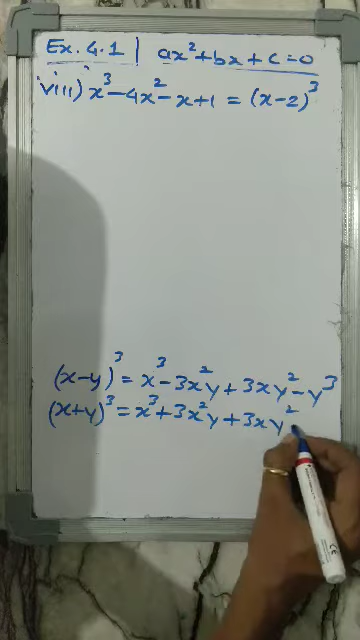 Ex. 4.1 | ax² + bx + c = 0
viii) x³ - 4x² - x + 1 = (x - 2)³
(x - y)³ = x³ - 3x²y + 3xy² - y³
(x + y)³ = x³ + 3x²y + 3xy²